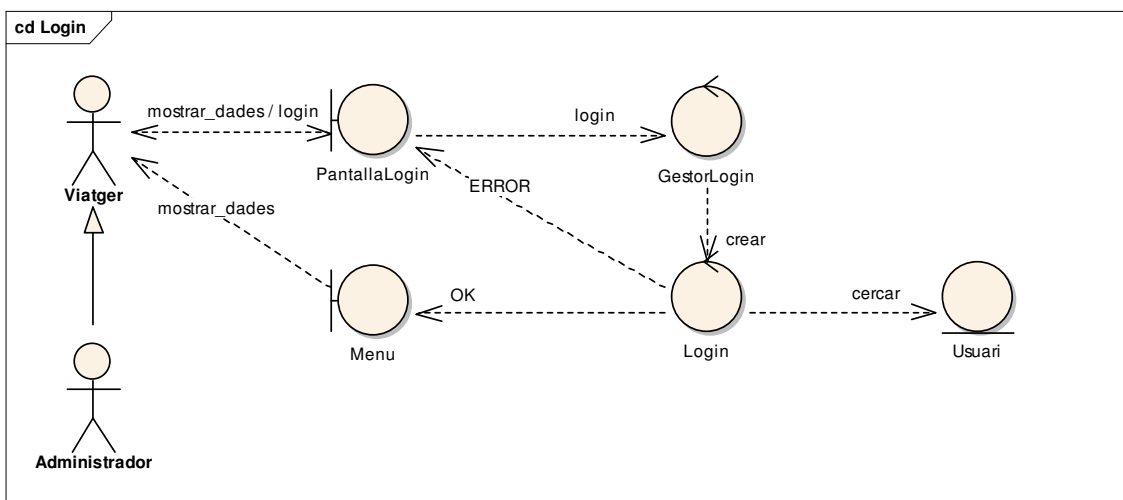 cd Login
mostrar_dades / login
login
PantallaLogin
GestorLogin
Viatger
ERROR
mostrar_dades
crear
OK
cercar
Menu
Login
Usuari
Administrador